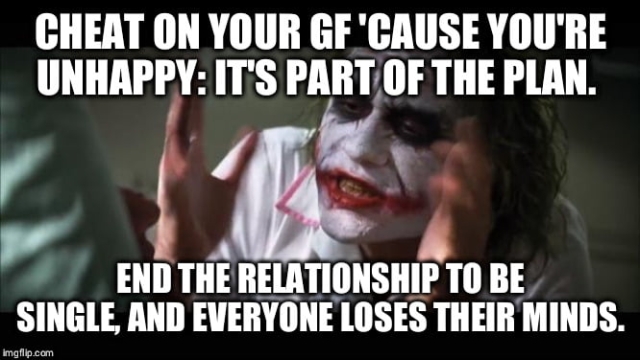 CHEAT ON YOUR GF 'CAUSE YOU'RE
UNHAPPY: IT'S PART OF THE PLAN.
END THE RELATIONSHIP TO BE
SINGLE, AND EVERYONE LOSES THEIR MINDS.
imgflip.com